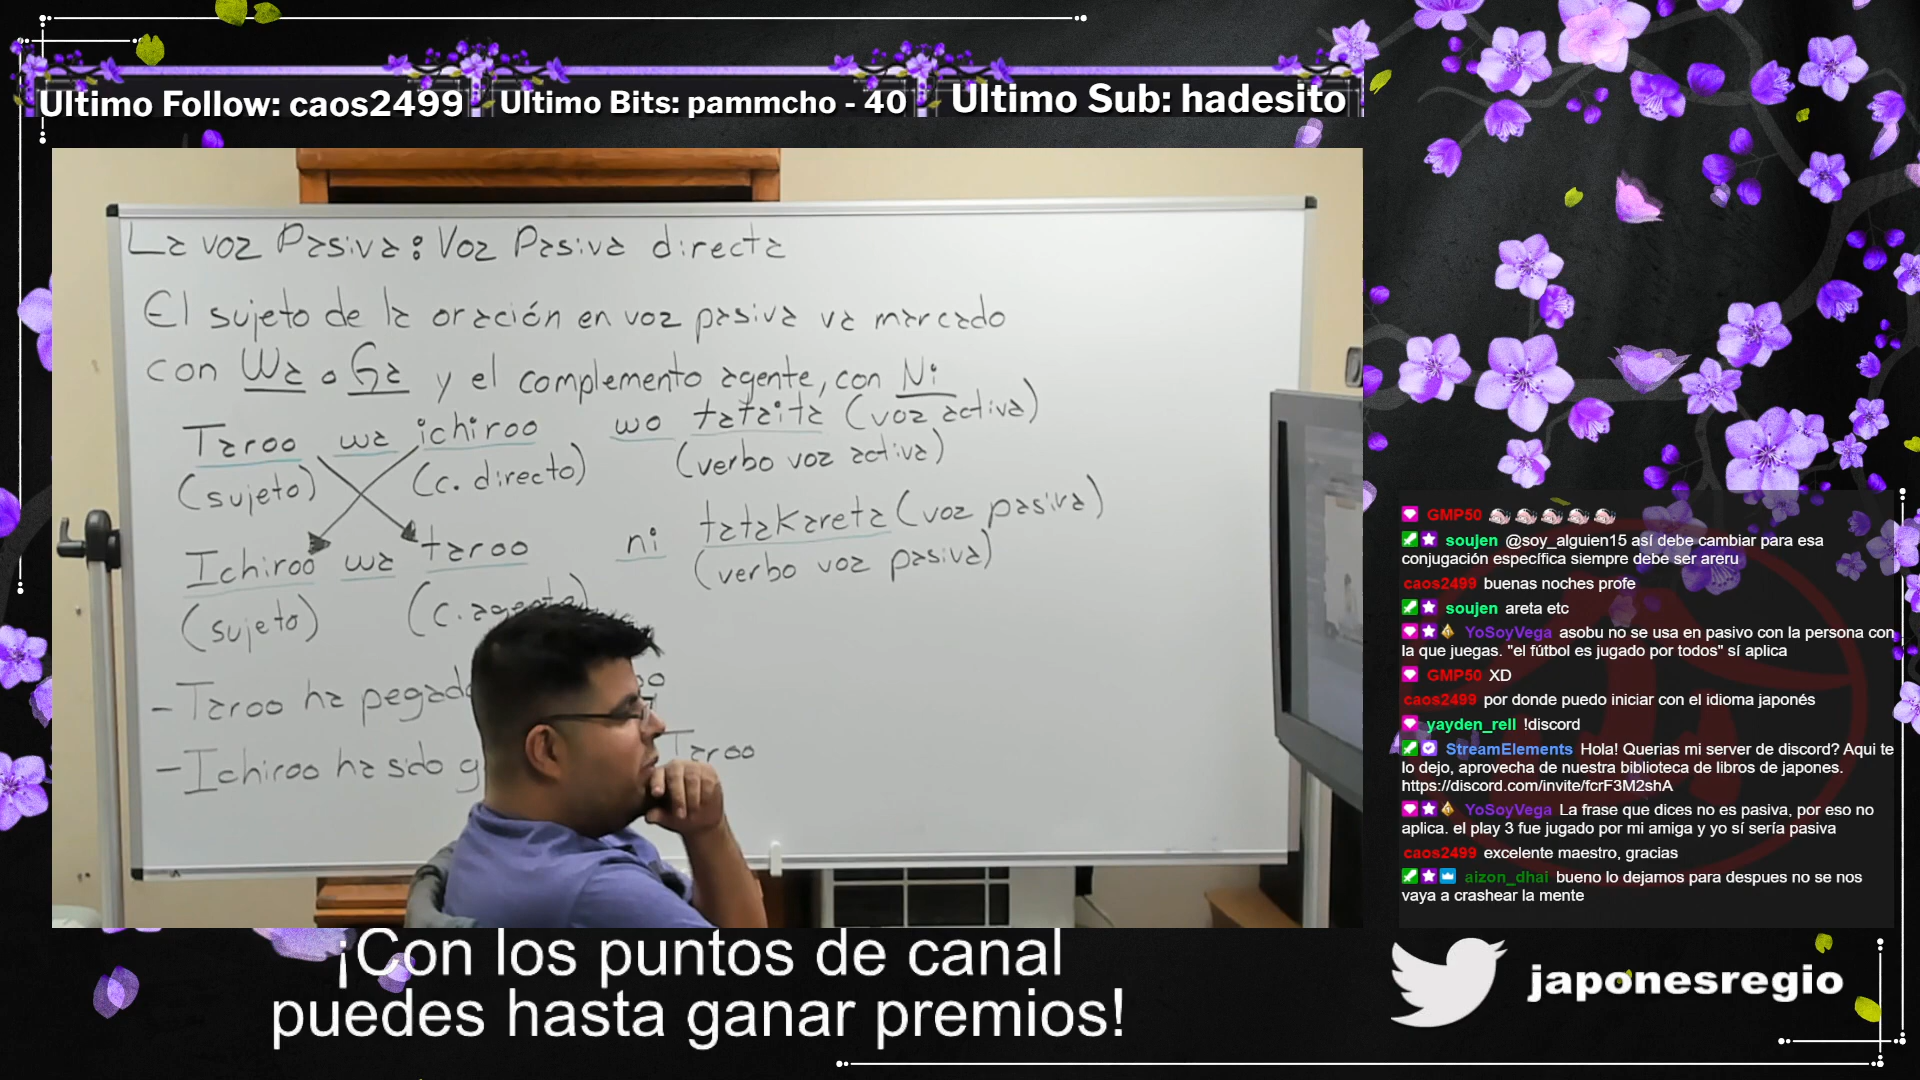 Ultimo Follow: caos2499
Ultimo Bits: pammcho - 40
Ultimo Sub: hadesito
La voz Pasiva: Voz Pasiva directa
El sujeto de la oración en voz pasiva va marcado
con Wa o Ga y el complemento agente, con Ni
Taroo wa ichiroo wo tataita (voz activa)
(sujeto) (c. directo) (verbo voz activa)
Ichiroo wa taroo ni tatakareta (voz pasiva)
(sujeto) (c. agente) (verbo voz pasiva)
- Taroo ha pegado
- Ichiroo ha sido Taroo
GMP50
soujen @soy_alguien15 así debe cambiar para esa
conjugación específica siempre debe ser areru
caos2499 buenas noches profe
soujen areta etc
YoSoyVega asobu no se usa en pasivo con la persona con
la que juegas. "el fútbol es jugado por todos" sí aplica
GMP50 XD
caos2499 por donde puedo iniciar con el idioma japonés
yayden_rell !discord
StreamElements Hola! Querias mi server de discord? Aqui te
lo dejo, aprovecha de nuestra biblioteca de libros de japones.
https://discord.com/invite/fcrF3M2shA
YoSoyVega La frase que dices no es pasiva, por eso no
aplica. el play 3 fue jugado por mi amiga y yo sí sería pasiva
caos2499 excelente maestro, gracias
aizon_dhai bueno lo dejamos para despues no se nos
vaya a crashear la mente
¡Con los puntos de canal
puedes hasta ganar premios!
japonesregio